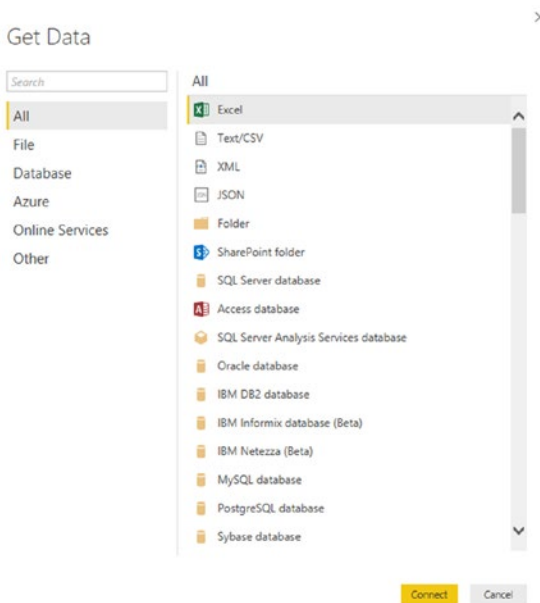 Get Data
Search
All
File
Database
Azure
Online Services
Other
All
Excel
Text/CSV
XML
JSON
Folder
SharePoint folder
SQL Server database
Access database
SQL Server Analysis Services database
Oracle database
IBM DB2 database
IBM Informix database (Beta)
IBM Netezza (Beta)
MySQL database
PostgreSQL database
Sybase database
Connect
Cancel